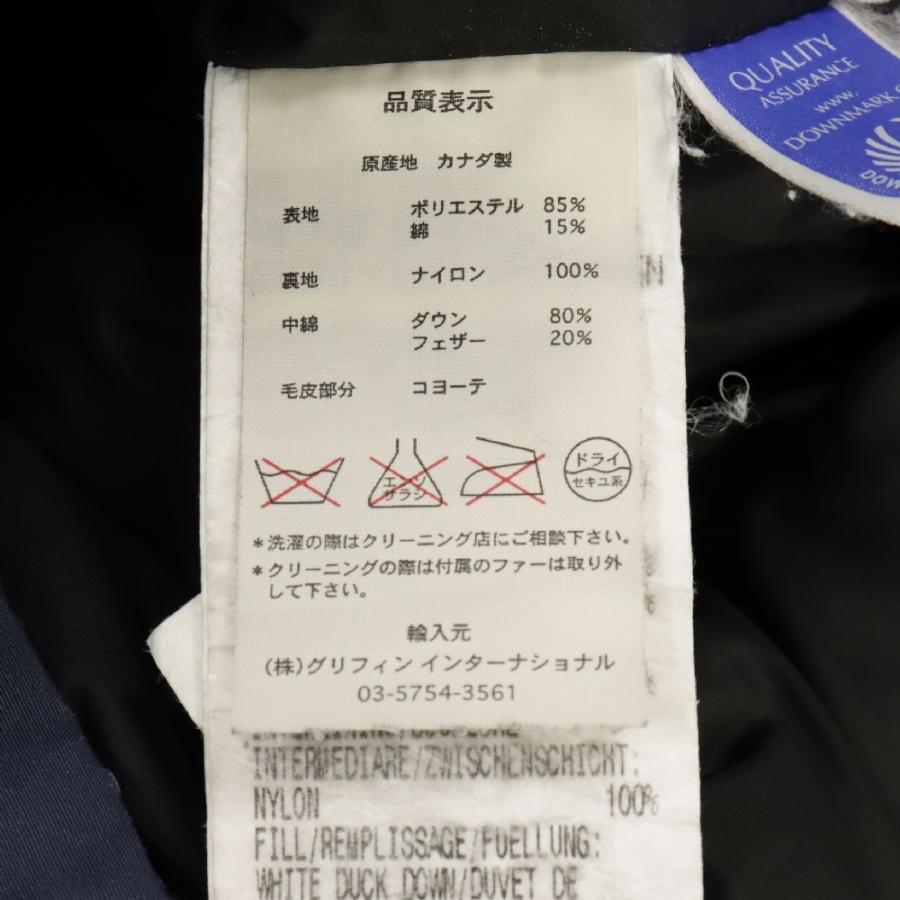 QUALITY
ASSURANCE
www.
DOWNMARK.
品質表示
原産地 カナダ製
表地 ポリエステル 85%
綿 15%
裏地 ナイロン 100%
中綿 ダウン 80%
フェザー 20%
毛皮部分 コヨーテ
エンソ
サラシ
ドライ
セキユ系
*洗濯の際はクリーニング店にご相談下さい。
*クリーニングの際は付属のファーは取り外
して下さい。
輸入元
(株)グリフィン インターナショナル
03-5754-3561
INTERMEDIARE/ZWISCHENSCHICHT:
NYLON 100%
FILL/REMPLISSAGE/FUELLUNG:
WHITE DUCK DOWN/DUVET DE